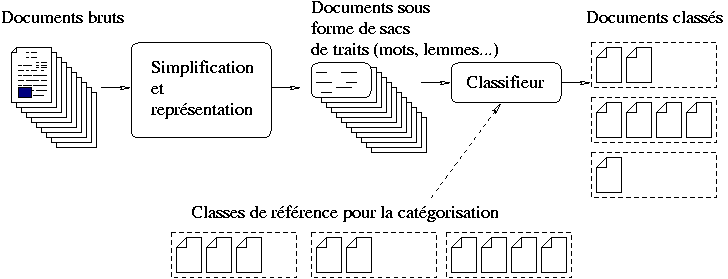 Documents bruts
Simplification
et
représentation
Documents sous
forme de sacs
de traits (mots, lemmes...)
Classifieur
Documents classés
Classes de référence pour la catégorisation